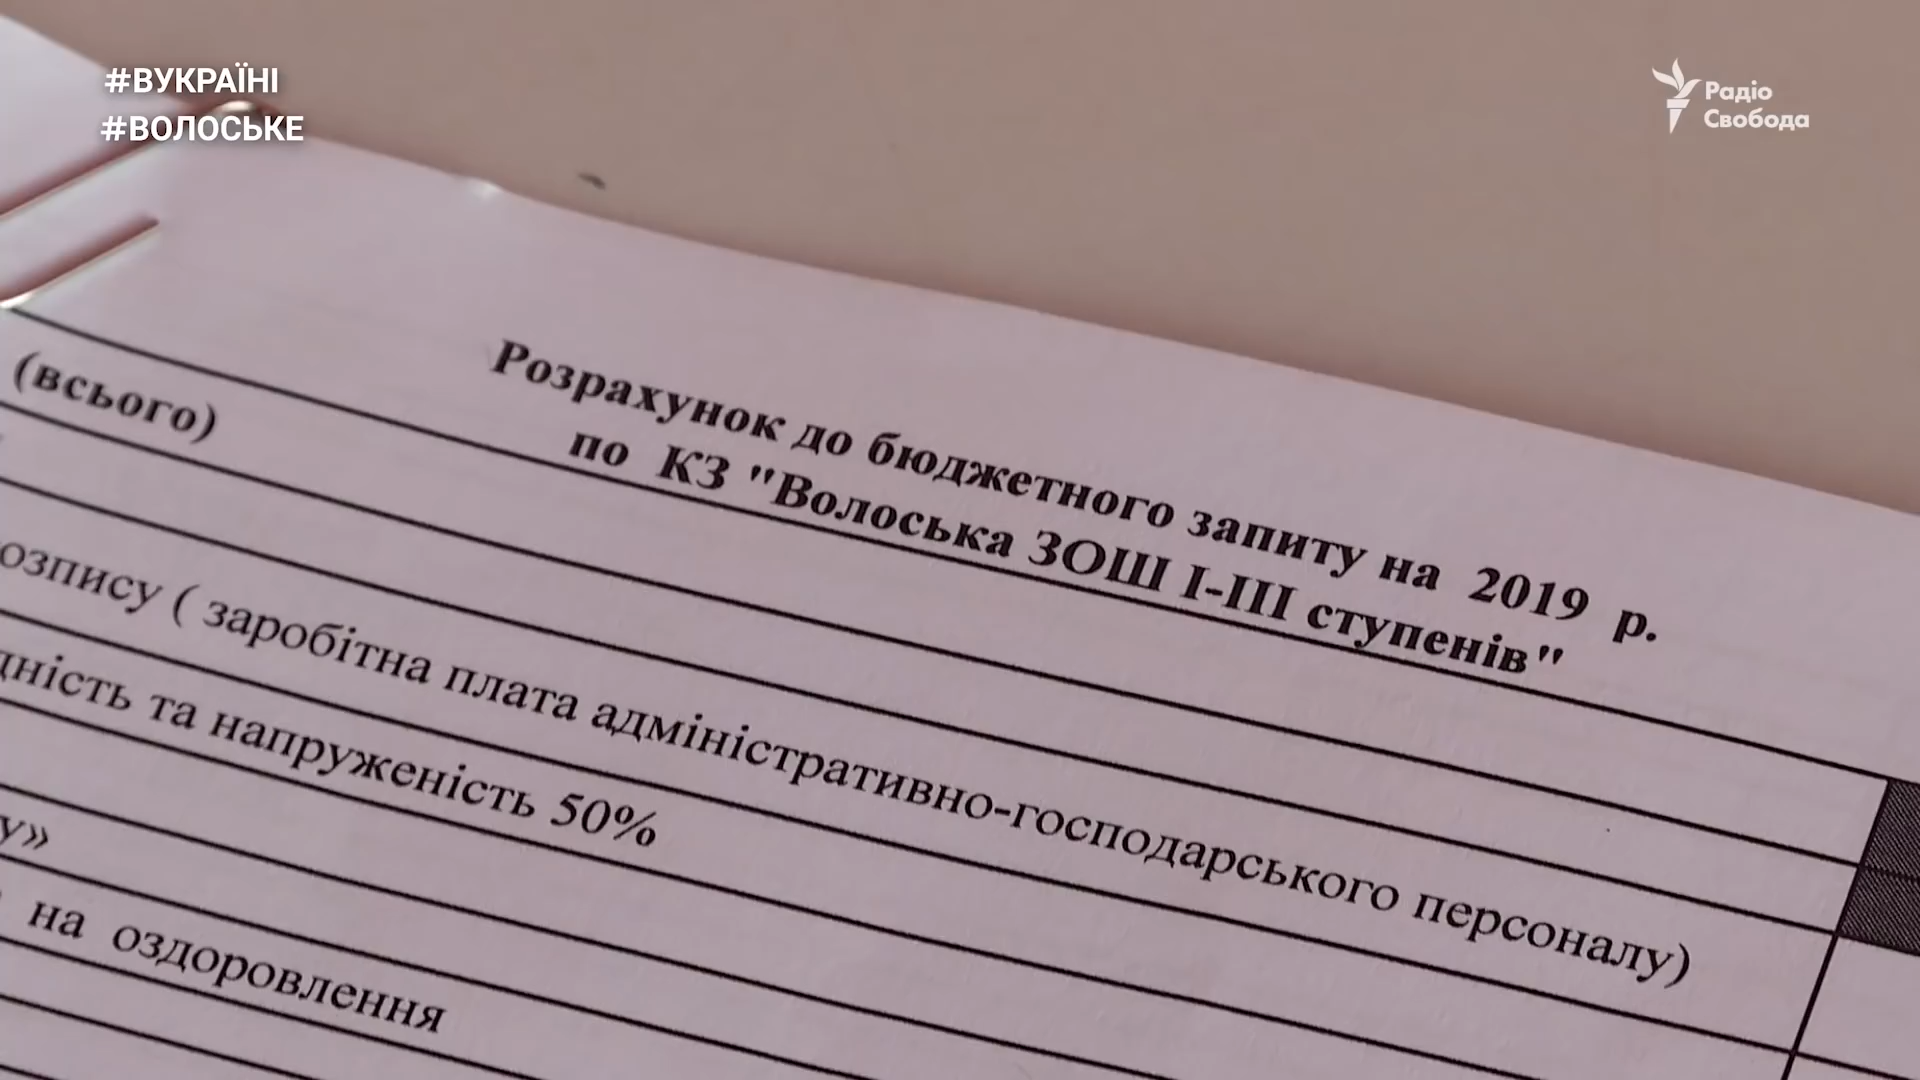 #ВУКРАЇНІ
#ВОЛОСЬКЕ
Радіо
Свобода
Розрахунок до бюджетного запиту на 2019 р.
по КЗ "Волоська ЗОШ І-ІІІ ступенів"
(всього)
озпису ( заробітна плата адміністративно-господарського персоналу)
дність та напруженість 50%
у»
на оздоровлення